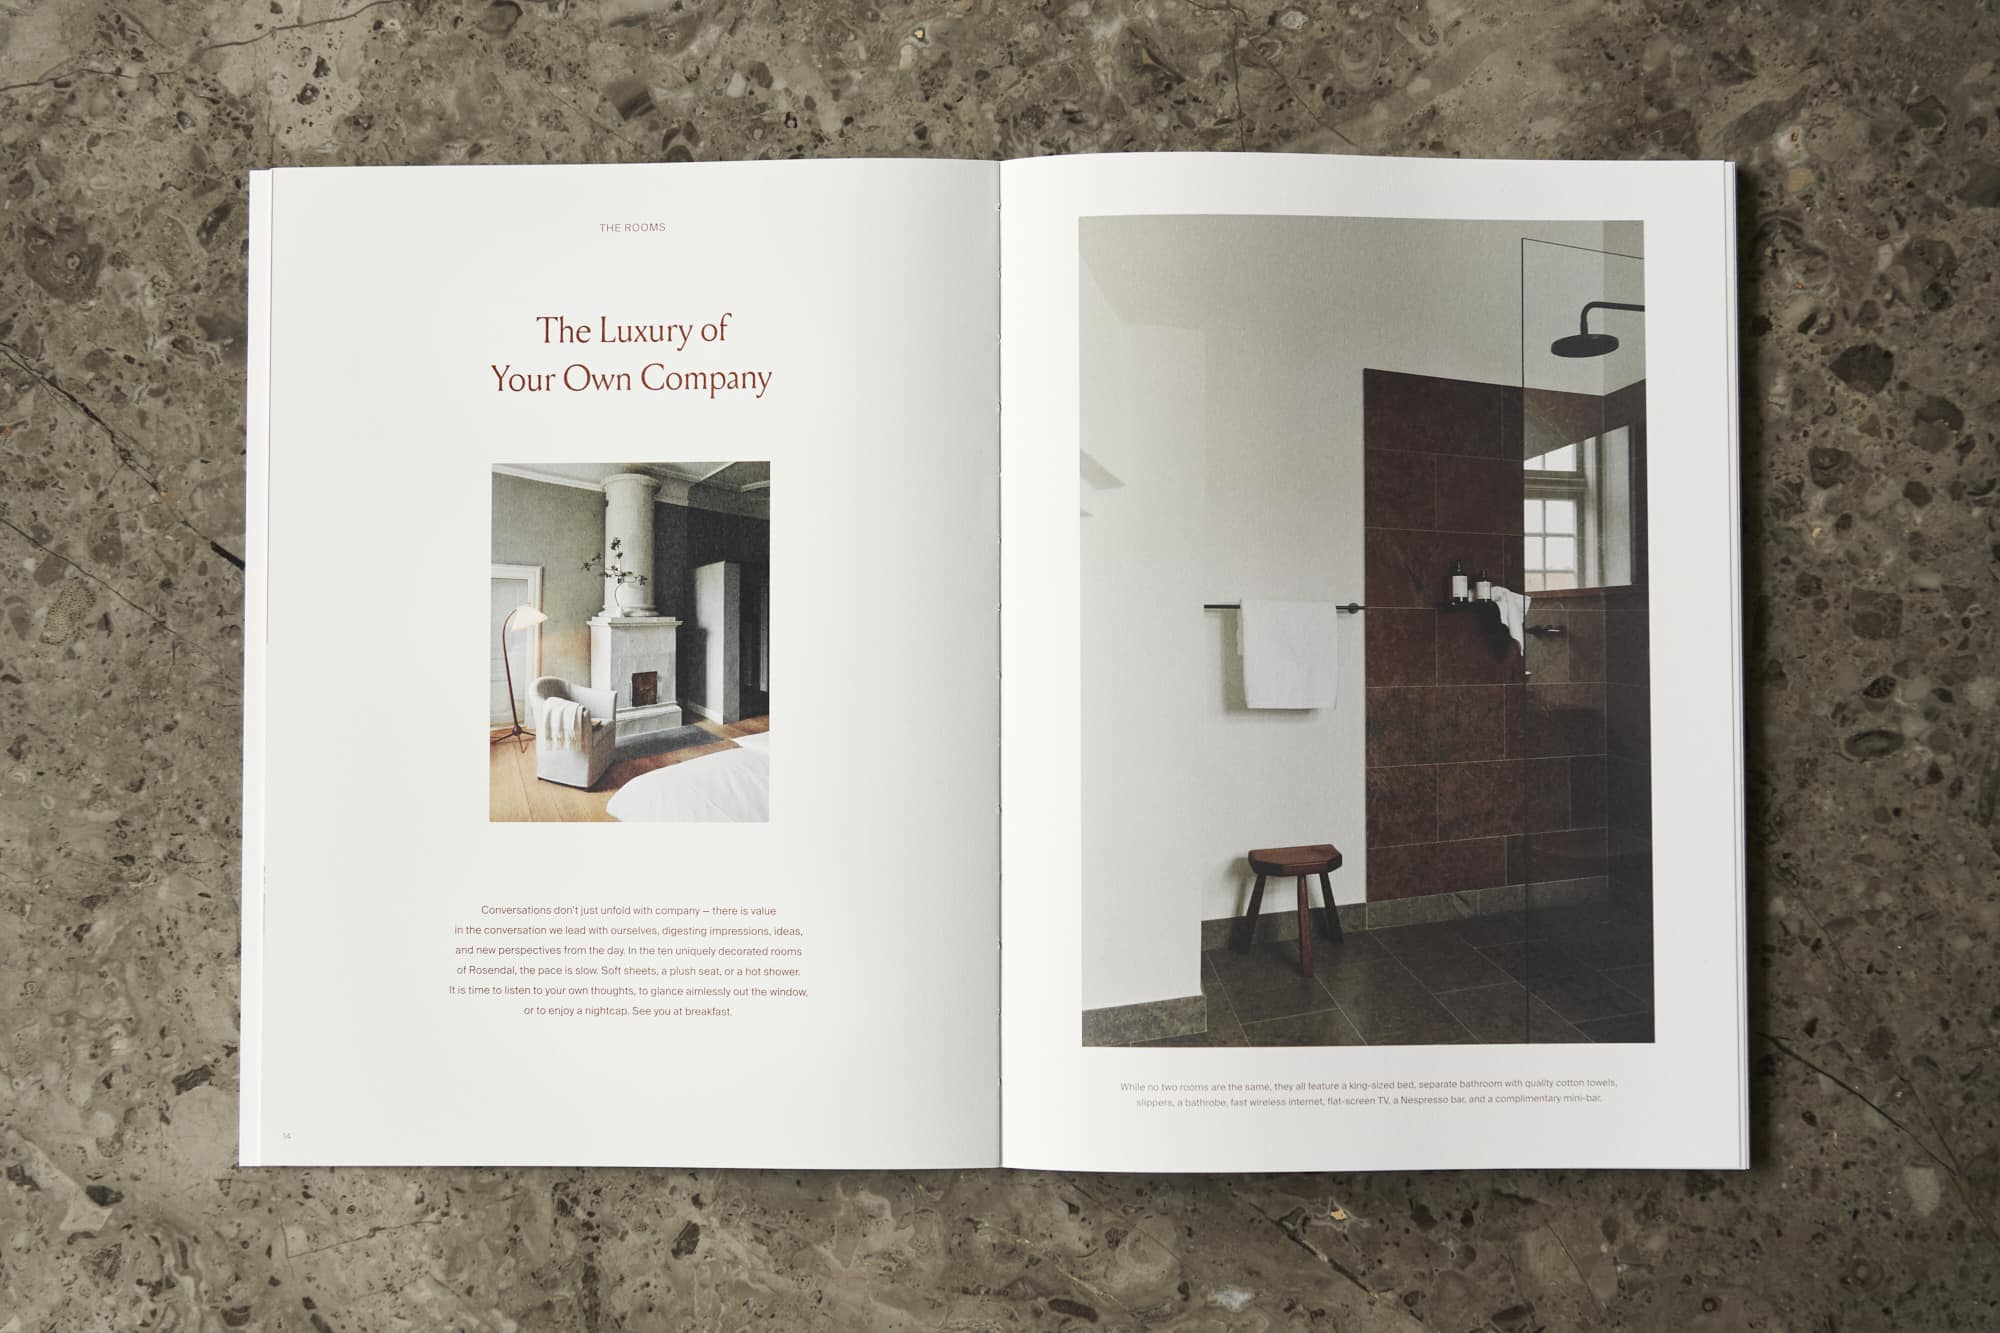 THE ROOMS
The Luxury of
Your Own Company
Conversations don't just unfold with company – there is value
in the conversation we lead with ourselves, digesting impressions, ideas,
and new perspectives from the day. In the ten uniquely decorated rooms
of Rosendal, the pace is slow. Soft sheets, a plush seat, or a hot shower.
It is time to listen to your own thoughts, to glance aimlessly out the window,
or to enjoy a nightcap. See you at breakfast.
14
While no two rooms are the same, they all feature a king-sized bed, separate bathroom with quality cotton towels,
slippers, a bathrobe, fast wireless internet, flat-screen TV, a Nespresso bar, and a complimentary mini-bar.